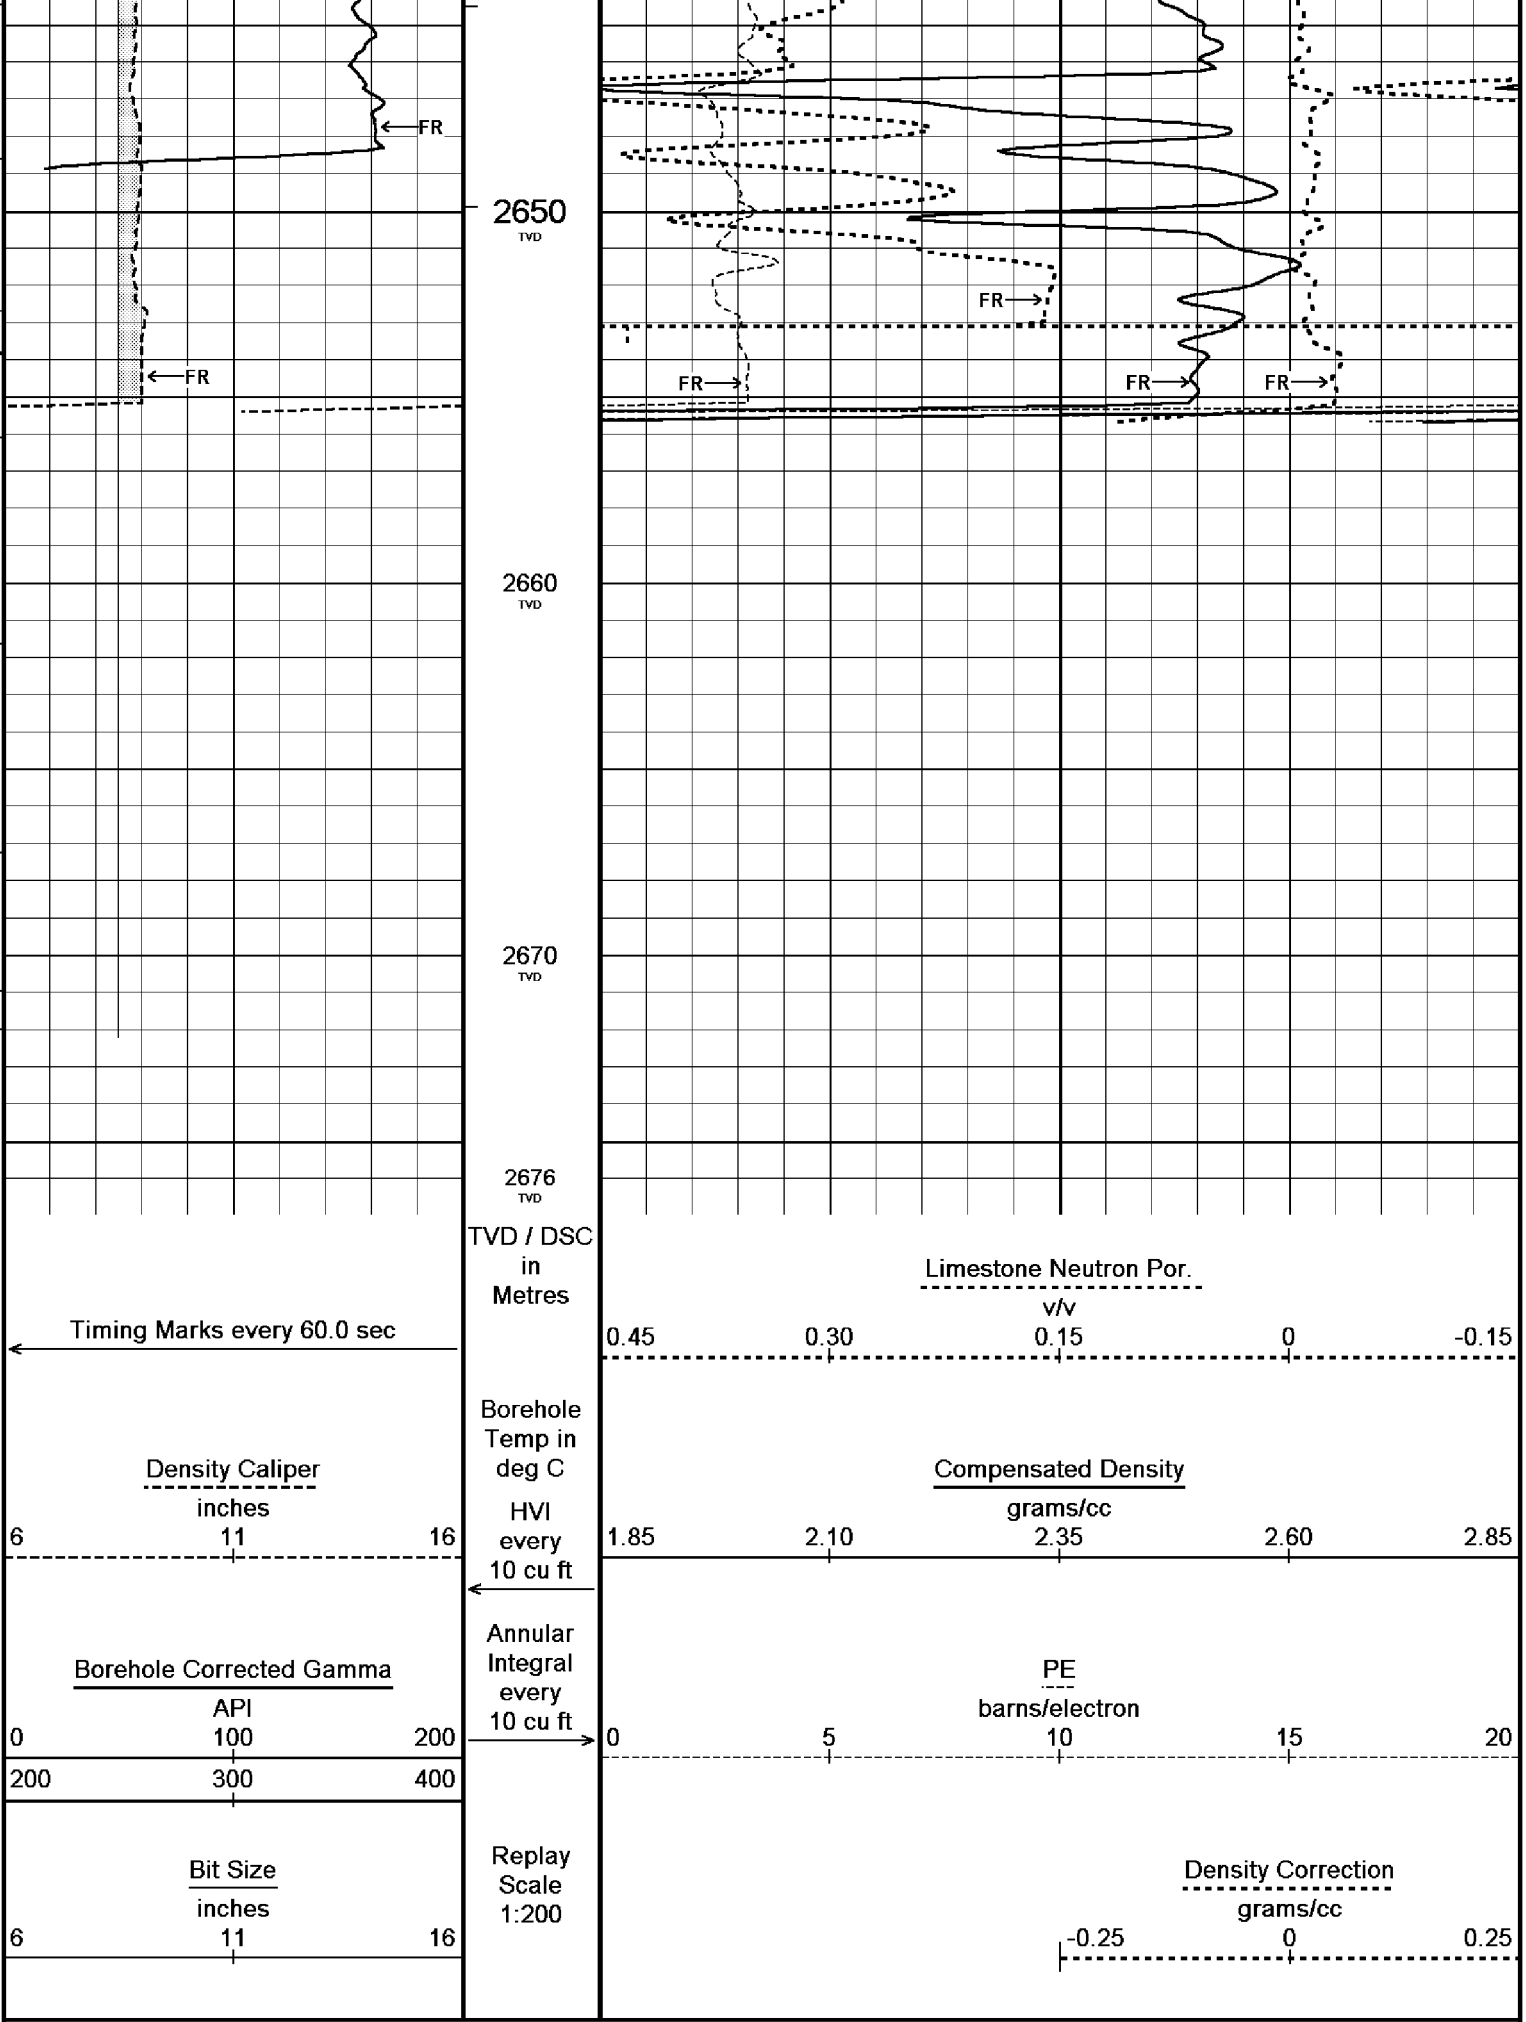 FR
2650
TVD
FR
FR
FR
FR
FR
2660
TVD
2670
TVD
2676
TVD
TVD / DSC
in
Metres
Limestone Neutron Por.
v/v
0.45 0.30 0.15 0 -0.15
Timing Marks every 60.0 sec
Borehole
Temp in
deg C
Density Caliper
inches
6 11 16
HVI
every
10 cu ft
Compensated Density
grams/cc
1.85 2.10 2.35 2.60 2.85
Annular
Integral
every
10 cu ft
Borehole Corrected Gamma
API
0 100 200
200 300 400
PE
barns/electron
0 5 10 15 20
Bit Size
inches
6 11 16
Replay
Scale
1:200
Density Correction
grams/cc
-0.25 0 0.25